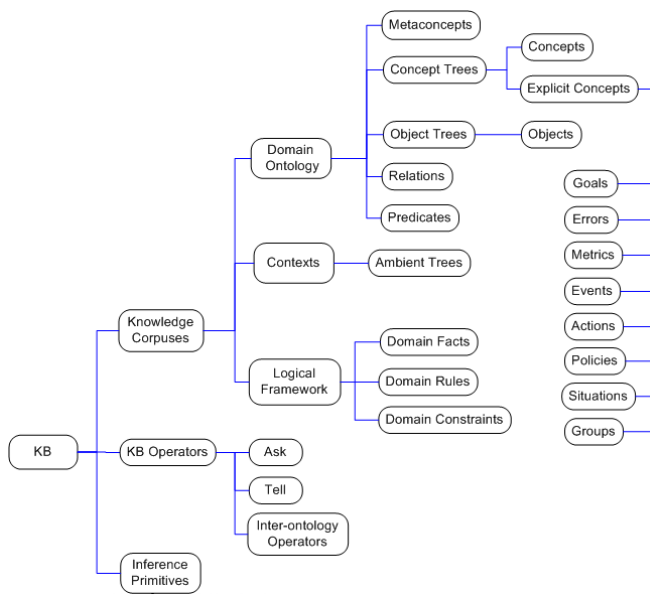 Metaconcepts
Concepts
Concept Trees
Explicit Concepts
Object Trees
Objects
Domain
Ontology
Relations
Goals
Predicates
Errors
Metrics
Contexts
Ambient Trees
Events
Knowledge
Corpuses
Actions
Domain Facts
Policies
Logical
Framework
Domain Rules
Situations
Domain Constraints
Groups
KB
KB Operators
Ask
Tell
Inter-ontology
Operators
Inference
Primitives